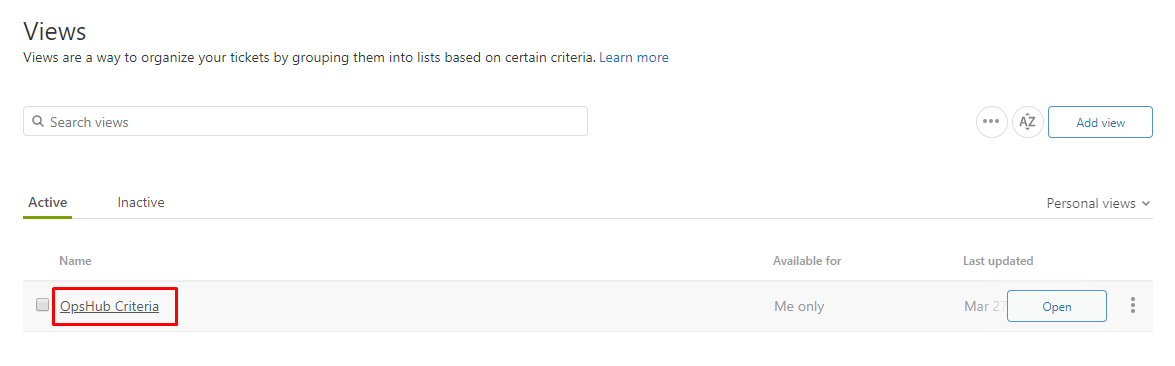 Views
Views are a way to organize your tickets by grouping them into lists based on certain criteria. Learn more
Search views
AZ
Add view
Active
Inactive
Personal views
Name
Available for
Last updated
OpsHub Criteria
Me only
Mar 27
Open